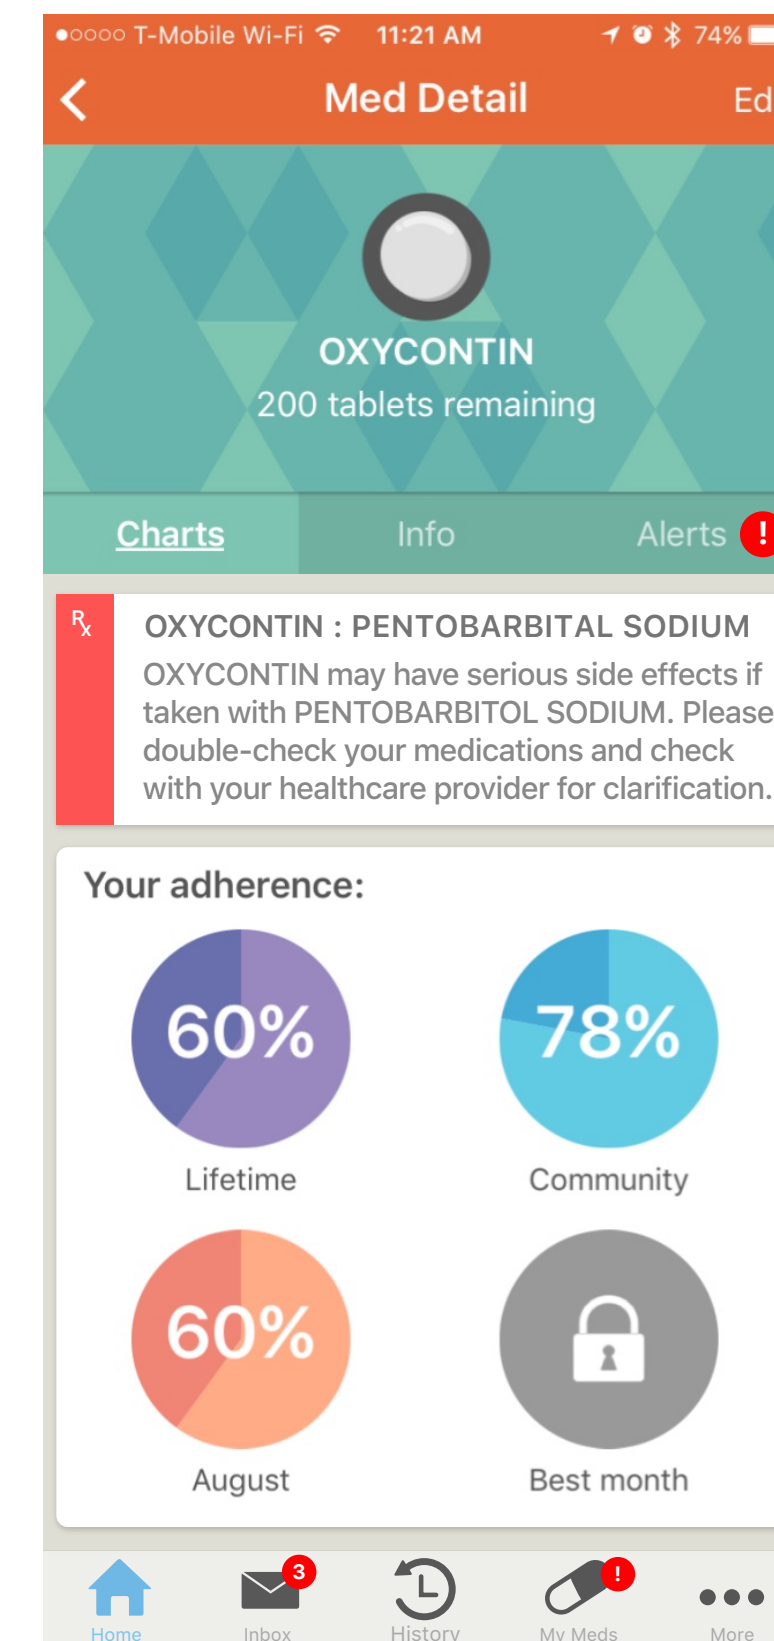 T-Mobile Wi-Fi 11:21 AM 74%
Med Detail Ed
OXYCONTIN
200 tablets remaining
Charts Info Alerts !
Rx OXYCONTIN : PENTOBARBITAL SODIUM
OXYCONTIN may have serious side effects if
taken with PENTOBARBITOL SODIUM. Please
double-check your medications and check
with your healthcare provider for clarification.
Your adherence:
60% 78%
Lifetime Community
60%
August Best month
3 !
Home Inbox History My Meds More